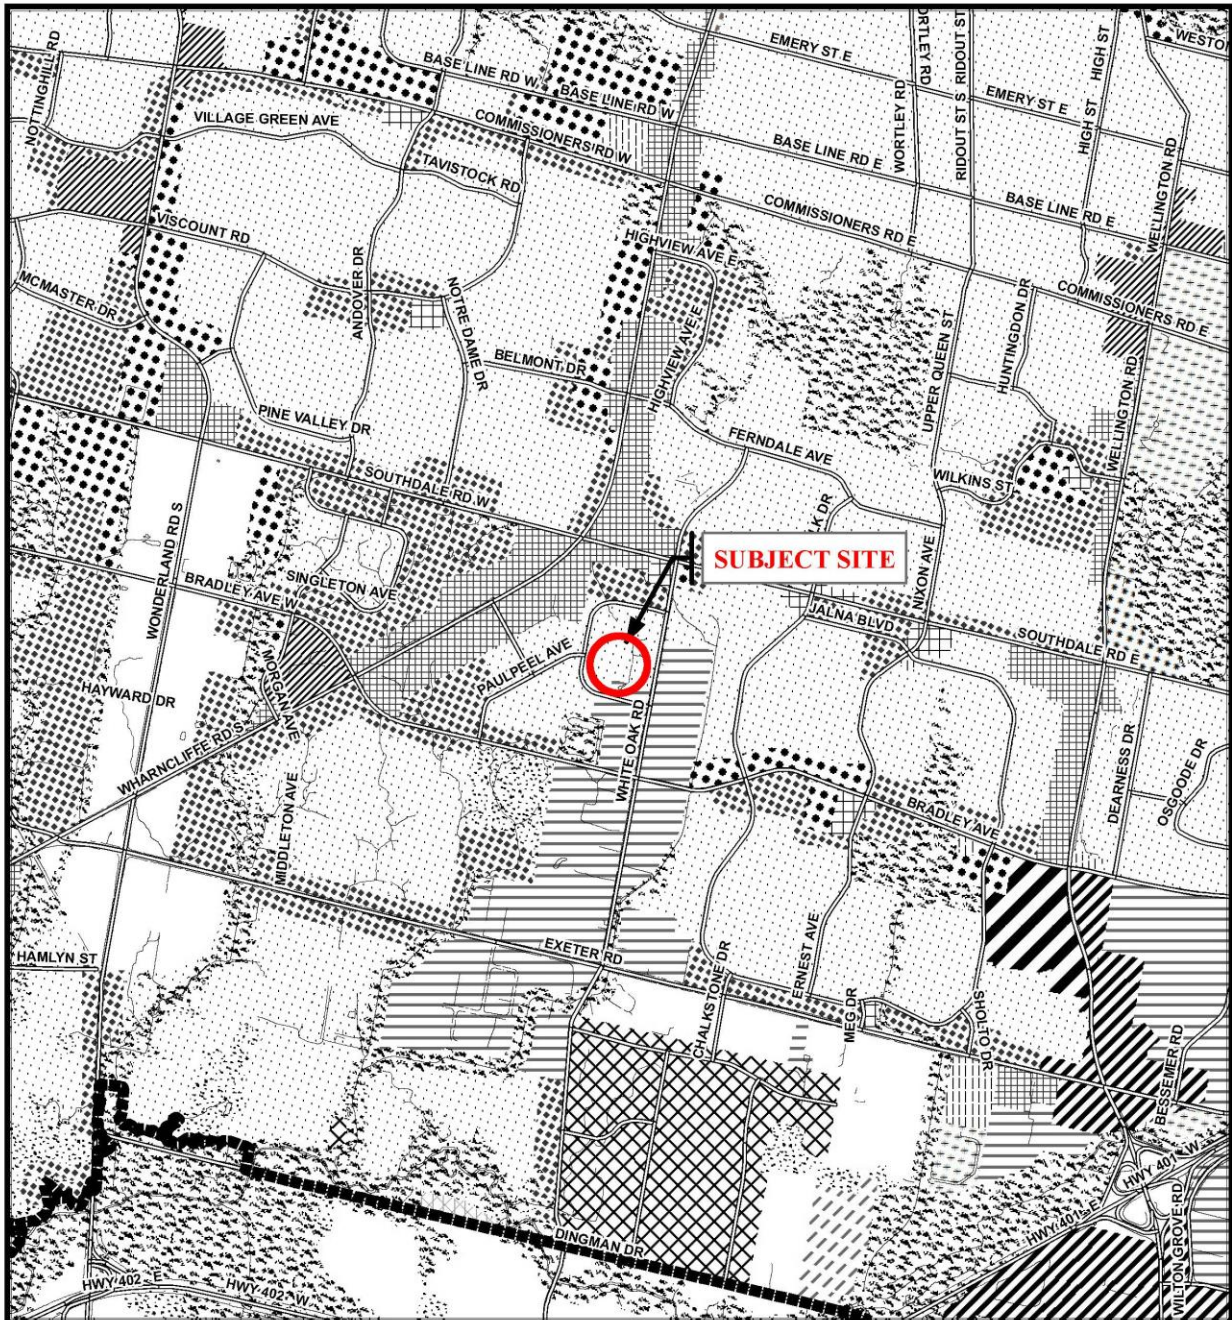 NOTTINGHILL RD
BASE LINE RD W
BASE LINE RD W
EMERY ST E
ORTLEY RD
RIDOUT ST
HIGH ST
WESTO
VILLAGE GREEN AVE
COMMISSIONERS RD W
TAVISTOCK RD
BASE LINE RD E
WORTLEY RD
RIDOUT ST S
EMERY ST E
HIGH ST
WELLINGTON RD
VISCOUNT RD
COMMISSIONERS RD E
BASE LINE RD E
HIGHVIEW AVE E
MCMASTER DR
ANDOVER DR
NOTRE DAME DR
HUNTINGDON DR
COMMISSIONERS RD E
BELMONT DR
HIGHVIEW AVE E
UPPER QUEEN ST
WELLINGTON RD
PINE VALLEY DR
FERNDALE AVE
SOUTHDALE RD W
WILKINS ST
WONDERLAND RD S
LK DR
SUBJECT SITE
NIXON AVE
BRADLEY AVE W
SINGLETON AVE
JALNA BLVD
SOUTHDALE RD E
PAULPEEL AVE
MORGAN AVE
HAYWARD DR
WHARNCLIFFE RD S
WHITE OAK RD
DEARNESS DR
OSGOODE DR
MIDDLETON AVE
BRADLEY AVE
HAMLYN ST
EXETER RD
CHALKSTONE DR
ERNEST AVE
MEG DR
SHOLTO DR
BESSEMER RD
HWY 401 W
HWY 401
DINGMAN DR
WILTON GROVE RD
HWY 402 E
HWY 402 W